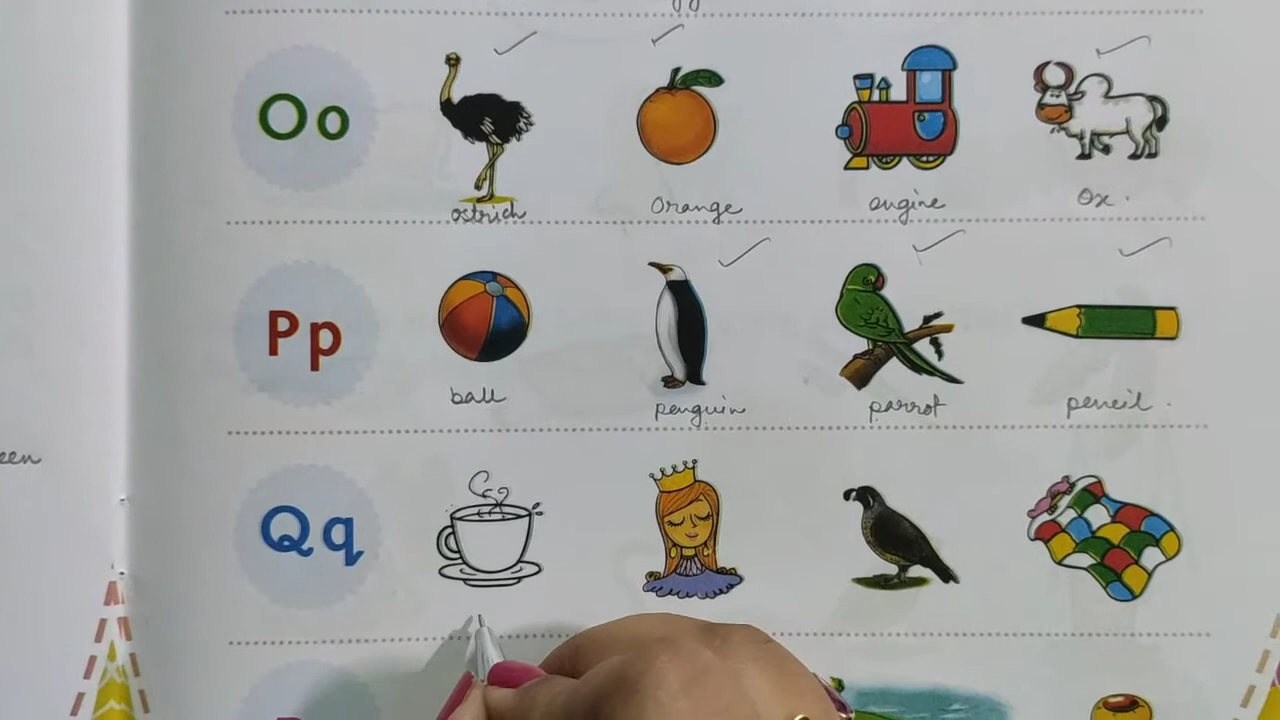 Oo
ostrich Orange engine Ox.
Pp
ball penguin parrot pencil.
een
Qq